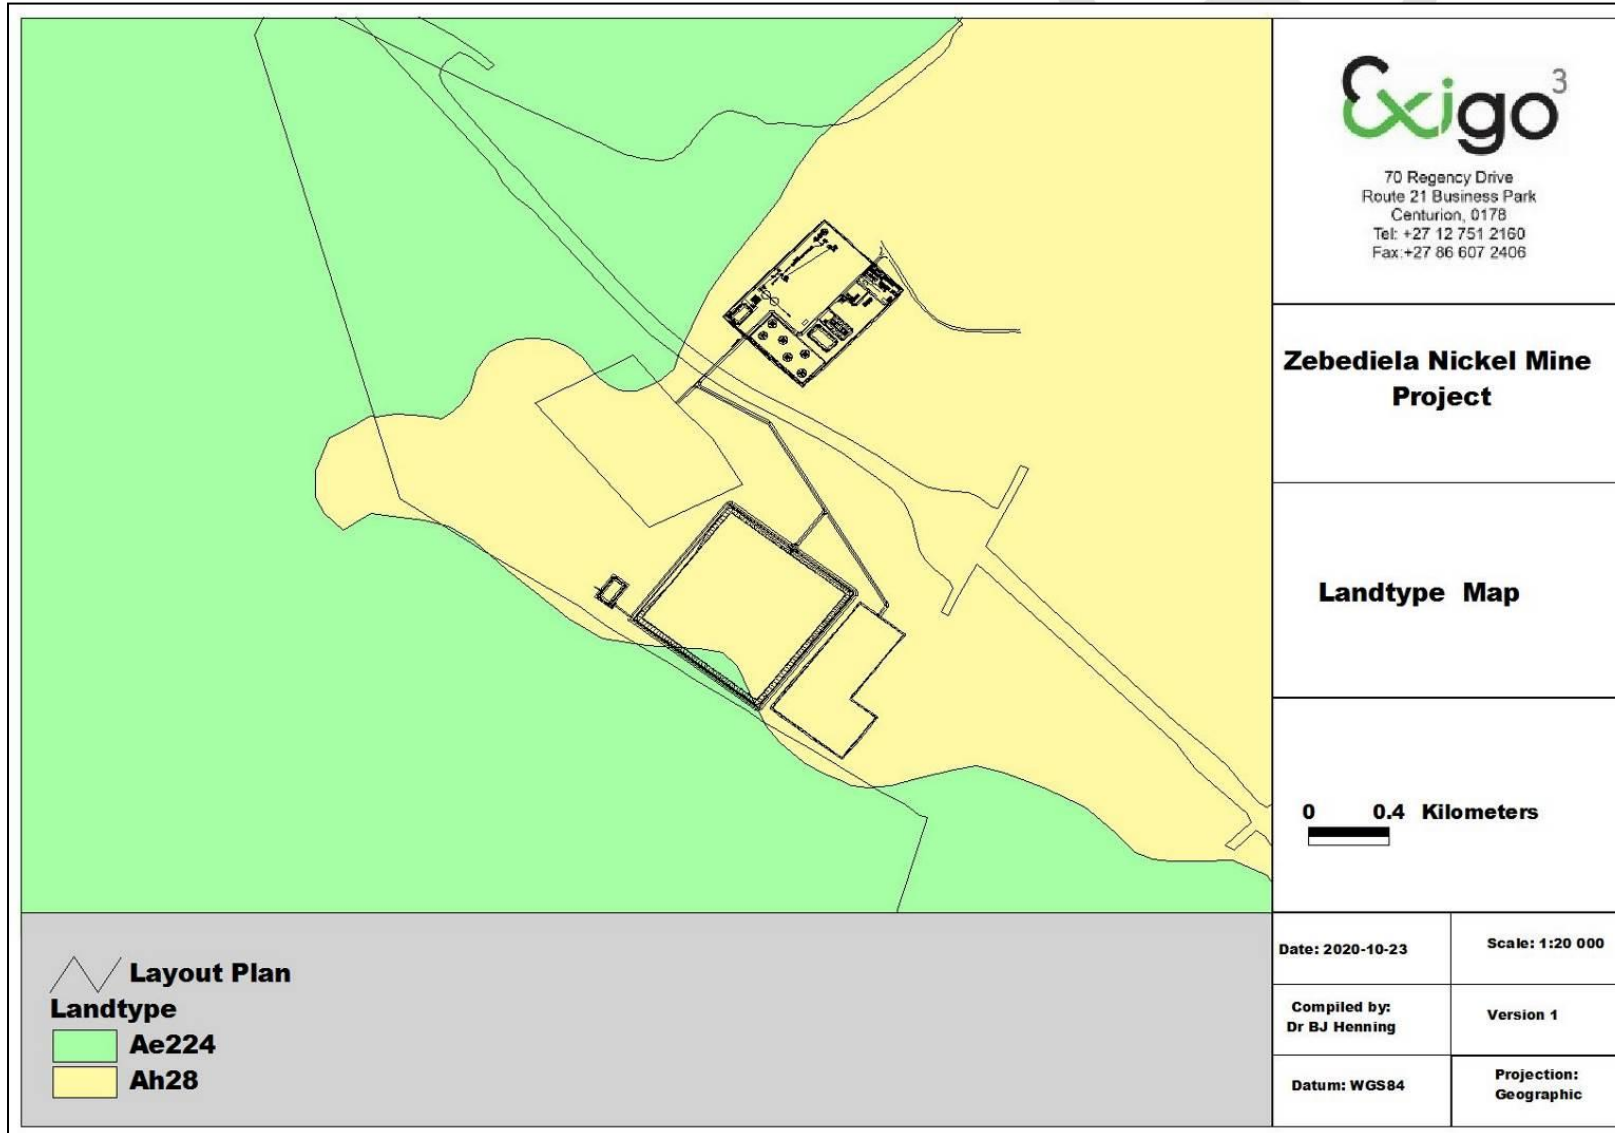 Exigo3
70 Regency Drive
Route 21 Business Park
Centurion, 0178
Tel: +27 12 751 2160
Fax:+27 86 607 2406
Zebediela Nickel Mine
Project
Landtype Map
0 0.4 Kilometers
Date: 2020-10-23
Scale: 1:20 000
Compiled by:
Dr BJ Henning
Version 1
Datum: WGS84
Projection:
Geographic
Layout Plan
Landtype
Ae224
Ah28